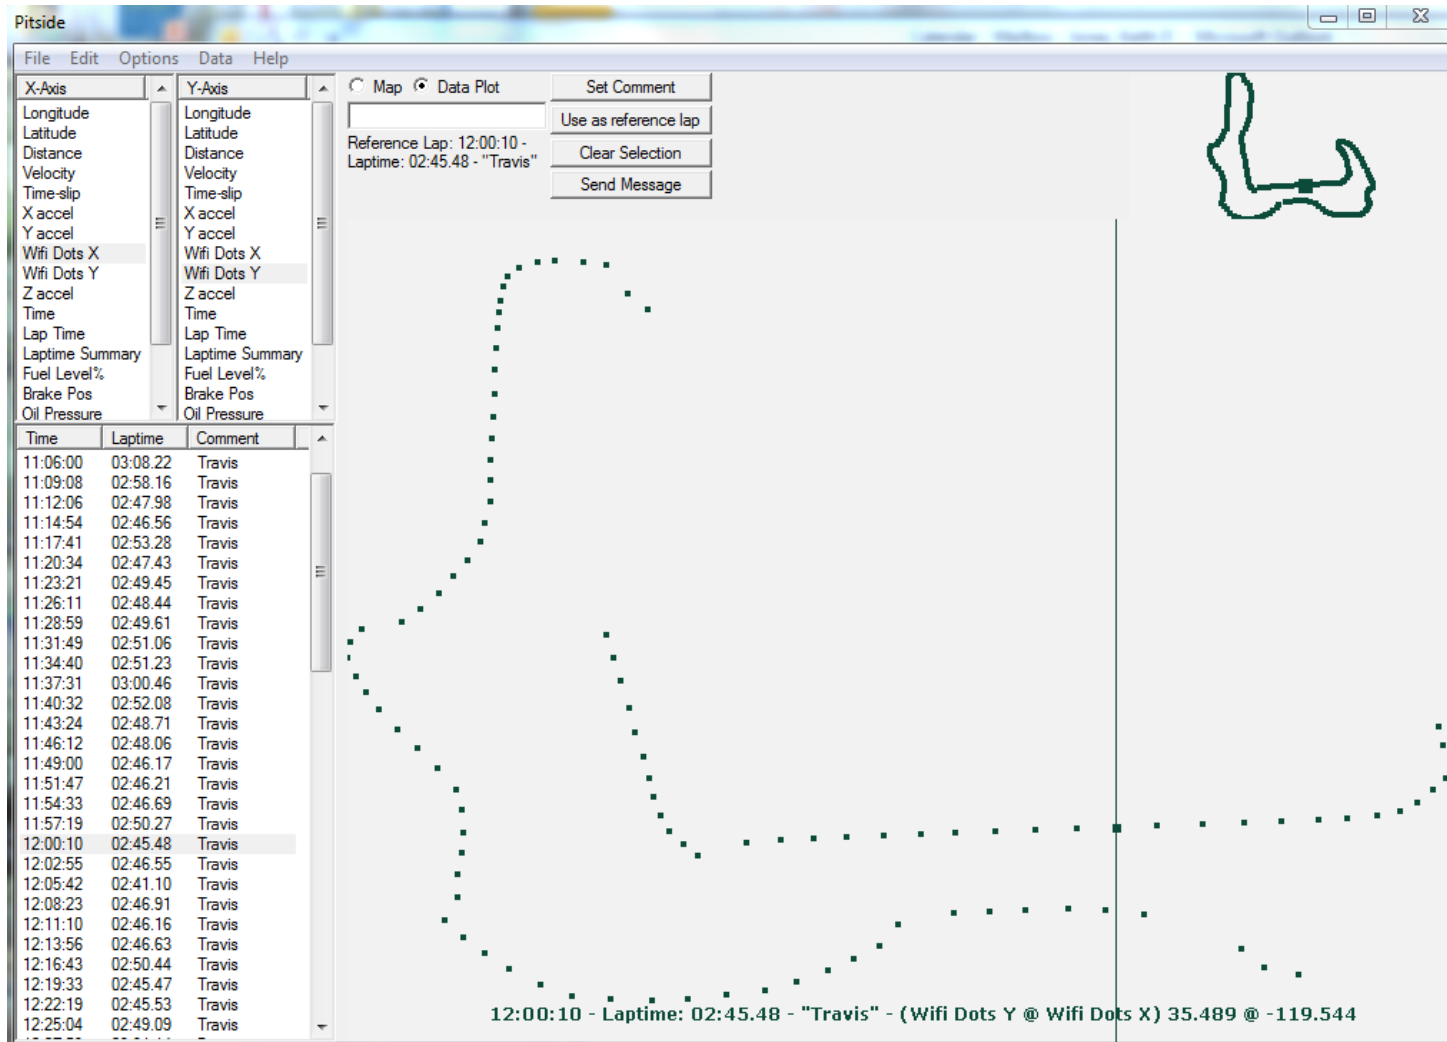 Pitside
File Edit Options Data Help
X-Axis
Longitude
Latitude
Distance
Velocity
Time-slip
X accel
Y accel
Wifi Dots X
Wifi Dots Y
Z accel
Time
Lap Time
Laptime Summary
Fuel Level%
Brake Pos
Oil Pressure
Y-Axis
Longitude
Latitude
Distance
Velocity
Time-slip
X accel
Y accel
Wifi Dots X
Wifi Dots Y
Z accel
Time
Lap Time
Laptime Summary
Fuel Level%
Brake Pos
Oil Pressure
Map Data Plot
Reference Lap: 12:00:10 -
Laptime: 02:45.48 - "Travis"
Set Comment
Use as reference lap
Clear Selection
Send Message
Time Laptime Comment
11:06:00 03:08.22 Travis
11:09:08 02:58.16 Travis
11:12:06 02:47.98 Travis
11:14:54 02:46.56 Travis
11:17:41 02:53.28 Travis
11:20:34 02:47.43 Travis
11:23:21 02:49.45 Travis
11:26:11 02:48.44 Travis
11:28:59 02:49.61 Travis
11:31:49 02:51.06 Travis
11:34:40 02:51.23 Travis
11:37:31 03:00.46 Travis
11:40:32 02:52.08 Travis
11:43:24 02:48.71 Travis
11:46:12 02:48.06 Travis
11:49:00 02:46.17 Travis
11:51:47 02:46.21 Travis
11:54:33 02:46.69 Travis
11:57:19 02:50.27 Travis
12:00:10 02:45.48 Travis
12:02:55 02:46.55 Travis
12:05:42 02:41.10 Travis
12:08:23 02:46.91 Travis
12:11:10 02:46.16 Travis
12:13:56 02:46.63 Travis
12:16:43 02:50.44 Travis
12:19:33 02:45.47 Travis
12:22:19 02:45.53 Travis
12:25:04 02:49.09 Travis
12:00:10 - Laptime: 02:45.48 - "Travis" - (Wifi Dots Y @ Wifi Dots X) 35.489 @ -119.544